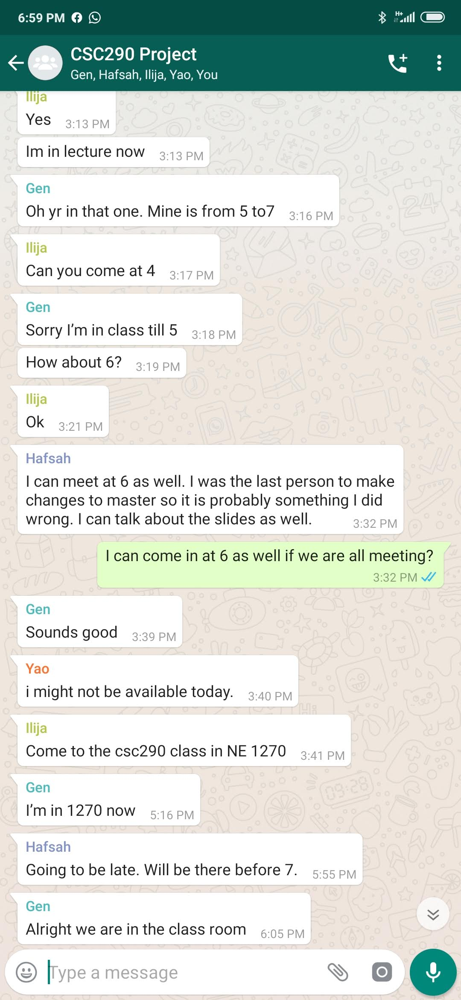 6:59 PM
H+
CSC290 Project
Gen, Hafsah, Ilija, Yao, You
Ilija
Yes 3:13 PM
Im in lecture now 3:13 PM
Gen
Oh yr in that one. Mine is from 5 to7 3:16 PM
Ilija
Can you come at 4 3:17 PM
Gen
Sorry I'm in class till 5 3:18 PM
How about 6? 3:19 PM
Ilija
Ok 3:21 PM
Hafsah
I can meet at 6 as well. I was the last person to make
changes to master so it is probably something I did
wrong. I can talk about the slides as well. 3:32 PM
I can come in at 6 as well if we are all meeting?
3:32 PM
Gen
Sounds good 3:39 PM
Yao
i might not be available today. 3:40 PM
Ilija
Come to the csc290 class in NE 1270 3:41 PM
Gen
I'm in 1270 now 5:16 PM
Hafsah
Going to be late. Will be there before 7. 5:55 PM
Gen
Alright we are in the class room 6:05 PM
Type a message